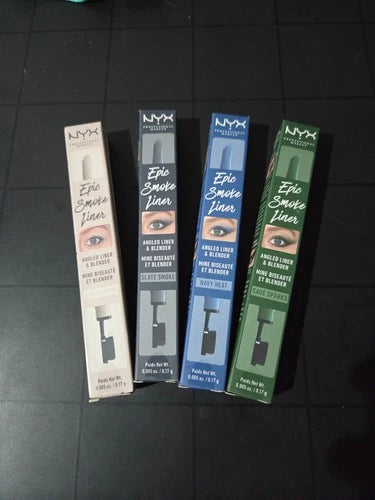 NYX
PROFESSIONAL
MAKEUP
Epic
Smoke
Liner
ANGLED LINER
& BLENDER
MINE BISEAUTÉ
ET BLENDER
Poids Net Wt.
0.005 oz. / 0.17 g
NYX
PROFESSIONAL
MAKEUP
Epic
Smoke
Liner
ANGLED LINER
& BLENDER
MINE BISEAUTÉ
ET BLENDER
SLATE SMOKE
Poids Net Wt.
0.005 oz. / 0.17 g
NYX
PROFESSIONAL
MAKEUP
Epic
Smoke
Liner
ANGLED LINER
& BLENDER
MINE BISEAUTÉ
ET BLENDER
NAVY HEAT
Poids Net Wt.
0.005 oz. / 0.17 g
NYX
PROFESSIONAL
MAKEUP
Epic
Smoke
Liner
ANGLED LINER
& BLENDER
MINE BISEAUTÉ
ET BLENDER
SAGE SPARKS
Poids Net Wt.
0.005 oz. / 0.17 g